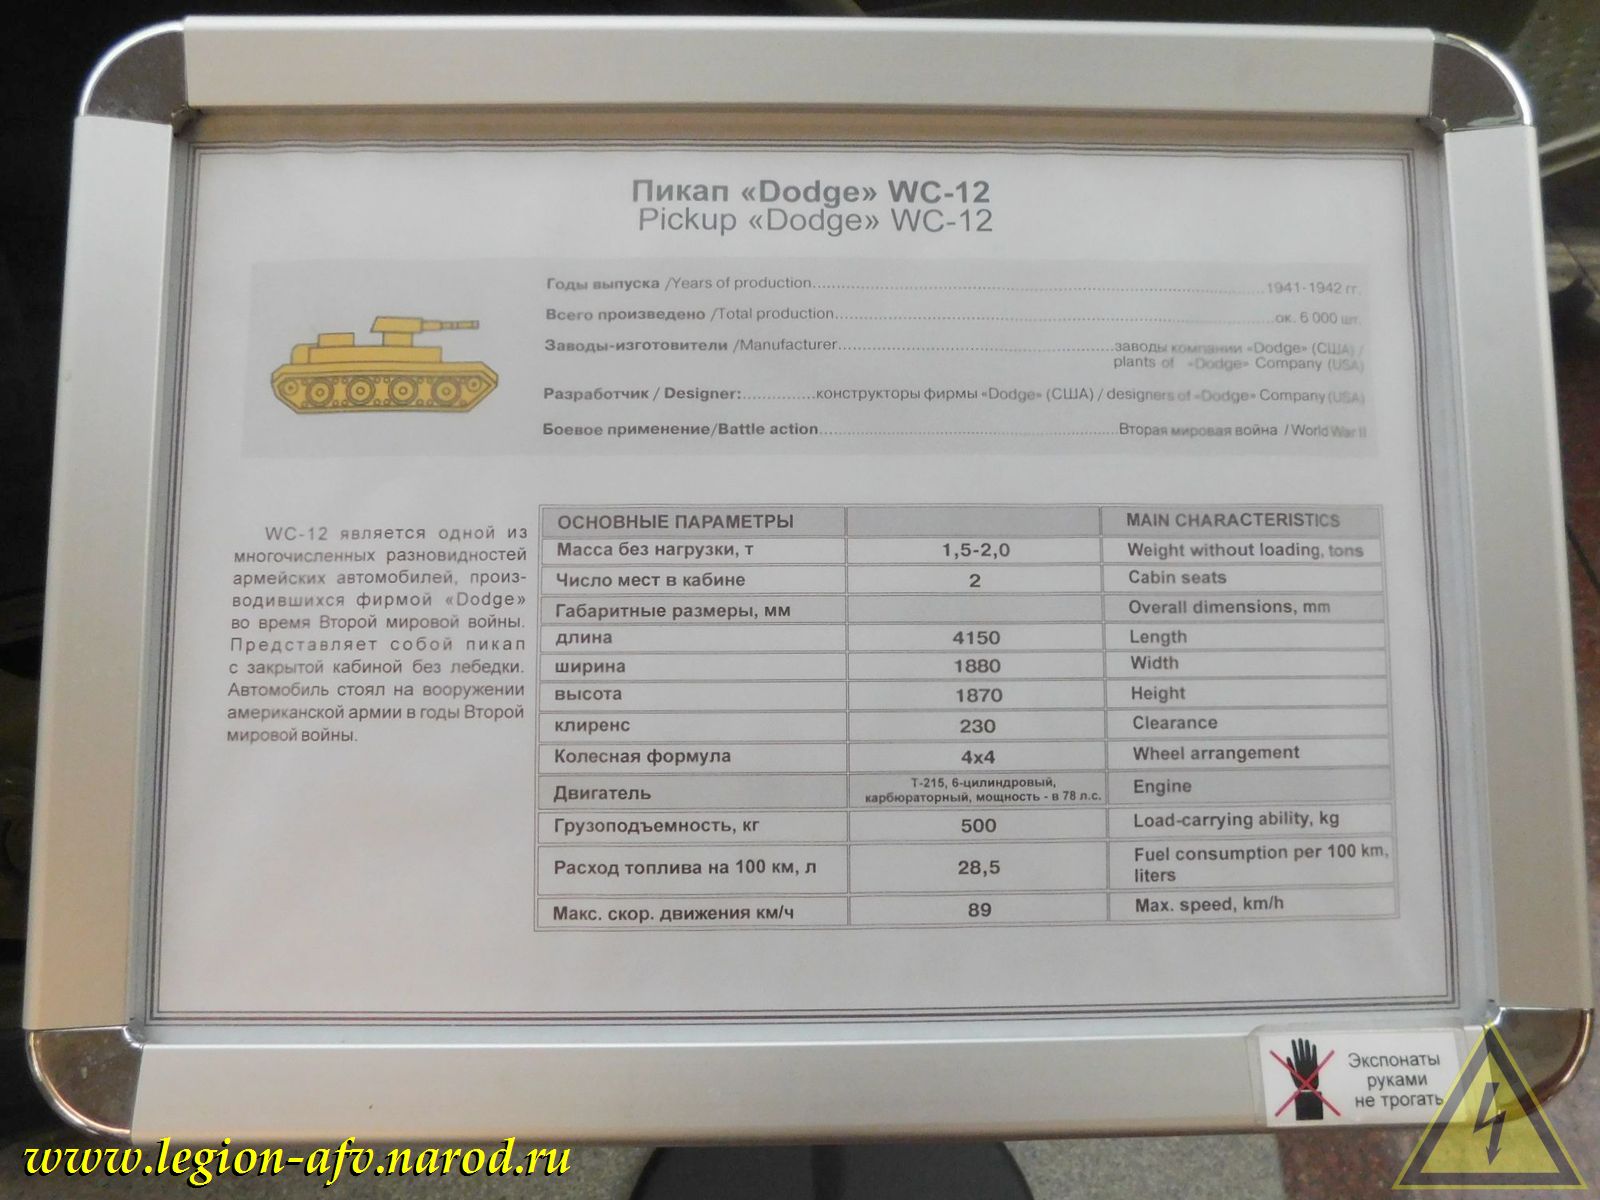 Пикап «Dodge» WC-12
Pickup «Dodge» WC-12
Годы выпуска /Years of production........1941-1942 гг.
Всего произведено /Total production........ок. 6 000 шт.
Заводы-изготовители /Manufacturer........заводы компании «Dodge» (США) /
plants of «Dodge» Company (USA)
Разработчик / Designer:........конструкторы фирмы «Dodge» (США) / designers of «Dodge» Company (USA)
Боевое применение/Battle action........Вторая мировая война / World War II
WC-12 является одной из
многочисленных разновидностей
армейских автомобилей, произ-
водившихся фирмой «Dodge»
во время Второй мировой войны.
Представляет собой пикап
с закрытой кабиной без лебедки.
Автомобиль стоял на вооружении
американской армии в годы Второй
мировой войны.
ОСНОВНЫЕ ПАРАМЕТРЫ MAIN CHARACTERISTICS
Масса без нагрузки, т 1,5-2,0 Weight without loading, tons
Число мест в кабине 2 Cabin seats
Габаритные размеры, мм Overall dimensions, mm
длина 4150 Length
ширина 1880 Width
высота 1870 Height
клиренс 230 Clearance
Колесная формула 4x4 Wheel arrangement
Двигатель Т-215, 6-цилиндровый, Engine
карбюраторный, мощность - в 78 л.с.
Грузоподъемность, кг 500 Load-carrying ability, kg
Расход топлива на 100 км, л 28,5 Fuel consumption per 100 km,
liters
Макс. скор. движения км/ч 89 Max. speed, km/h
Экспонаты
руками
не трогать
www.legion-afv.narod.ru